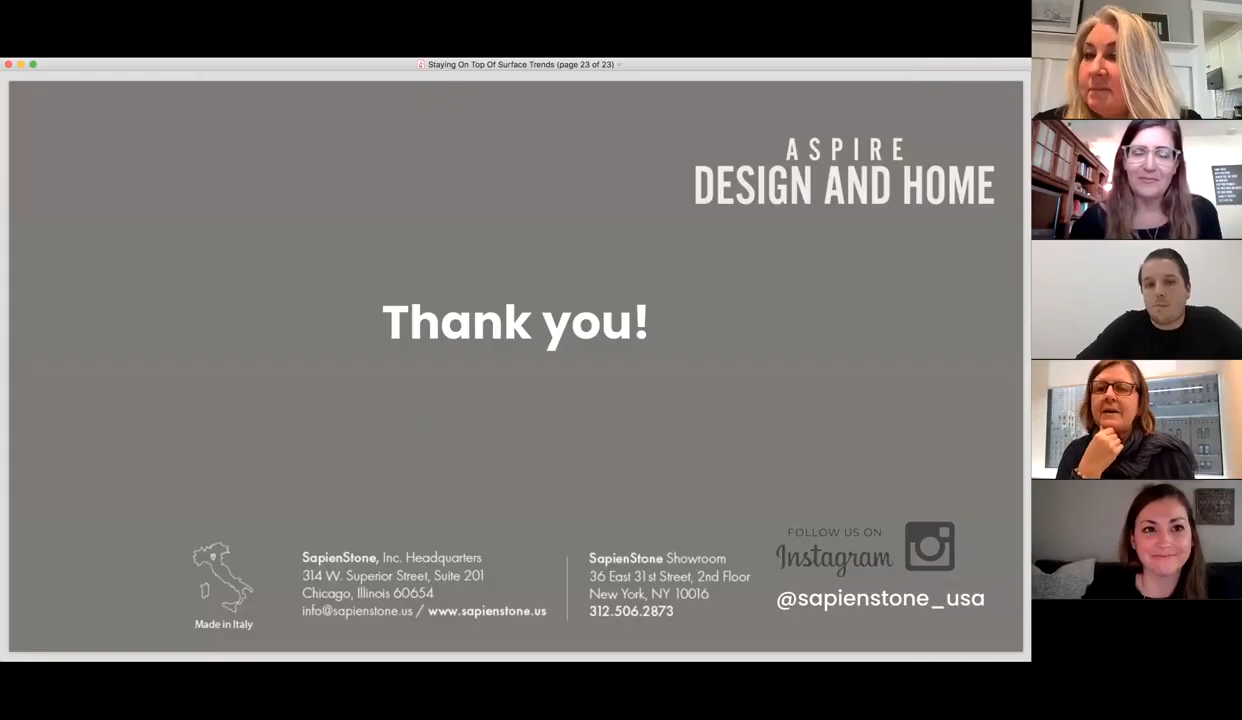 Staying On Top Of Surface Trends (page 23 of 23)
ASPIRE
DESIGN AND HOME
Thank you!
Made in Italy
SapienStone, Inc. Headquarters
314 W. Superior Street, Suite 201
Chicago, Illinois 60654
info@sapienstone.us / www.sapienstone.us
SapienStone Showroom
36 East 31st Street, 2nd Floor
New York, NY 10016
312.506.2873
FOLLOW US ON
Instagram
@sapienstone_usa